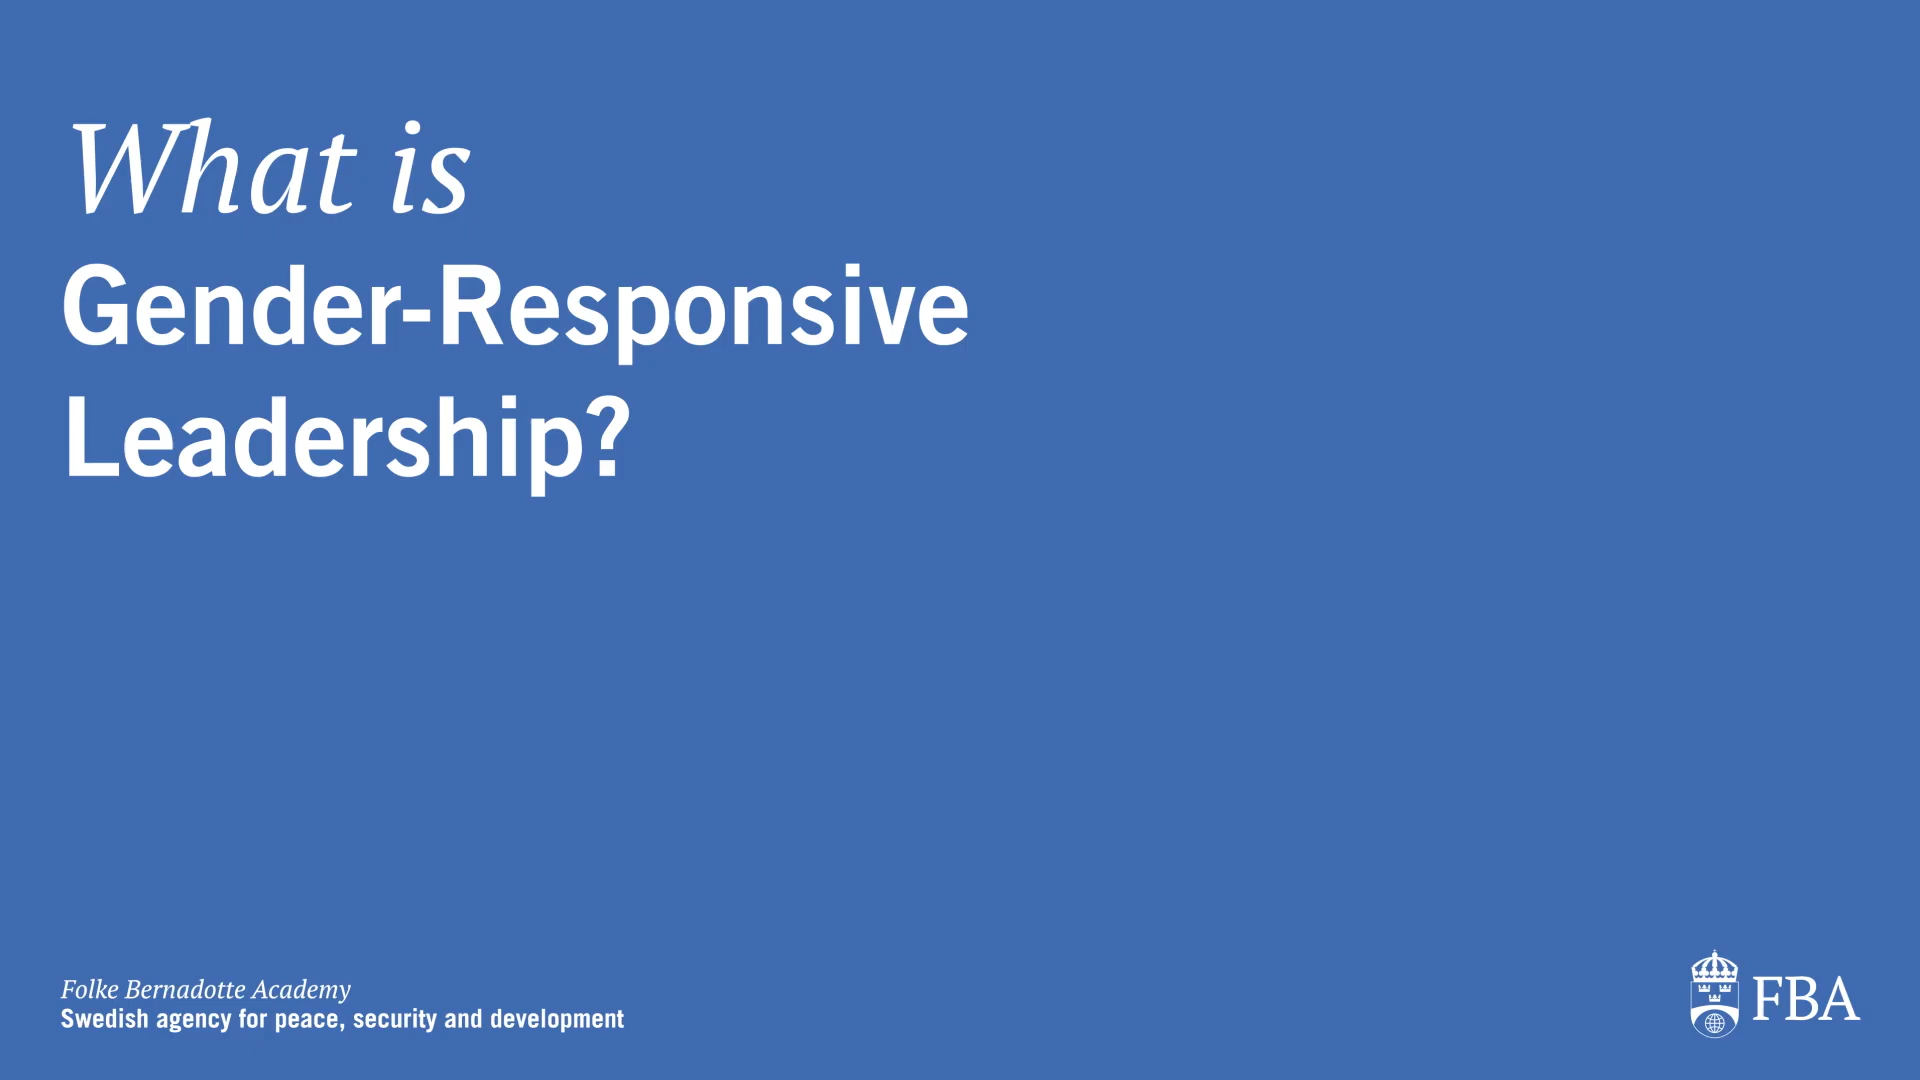 What is
Gender-Responsive
Leadership?
Folke Bernadotte Academy
Swedish agency for peace, security and development
FBA